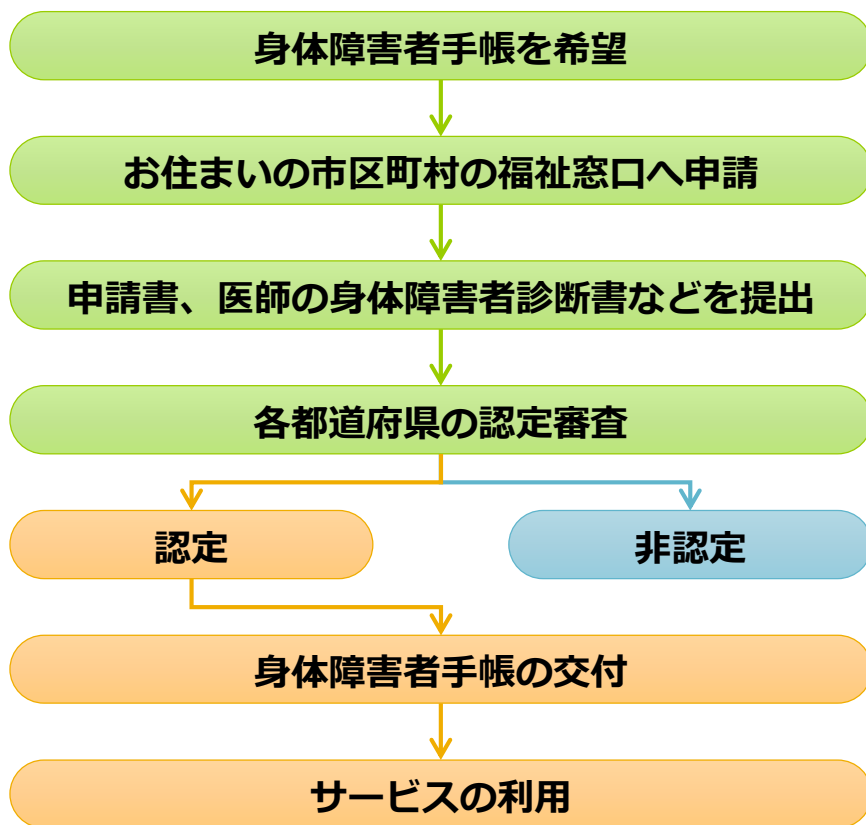 身体障害者手帳を希望
お住まいの市区町村の福祉窓口へ申請
申請書、医師の身体障害者診断書などを提出
各都道府県の認定審査
認定
非認定
身体障害者手帳の交付
サービスの利用